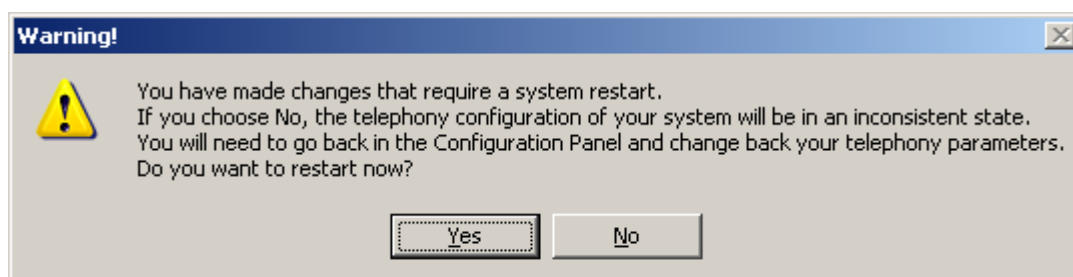 Warning!
You have made changes that require a system restart.
If you choose No, the telephony configuration of your system will be in an inconsistent state.
You will need to go back in the Configuration Panel and change back your telephony parameters.
Do you want to restart now?
Yes No